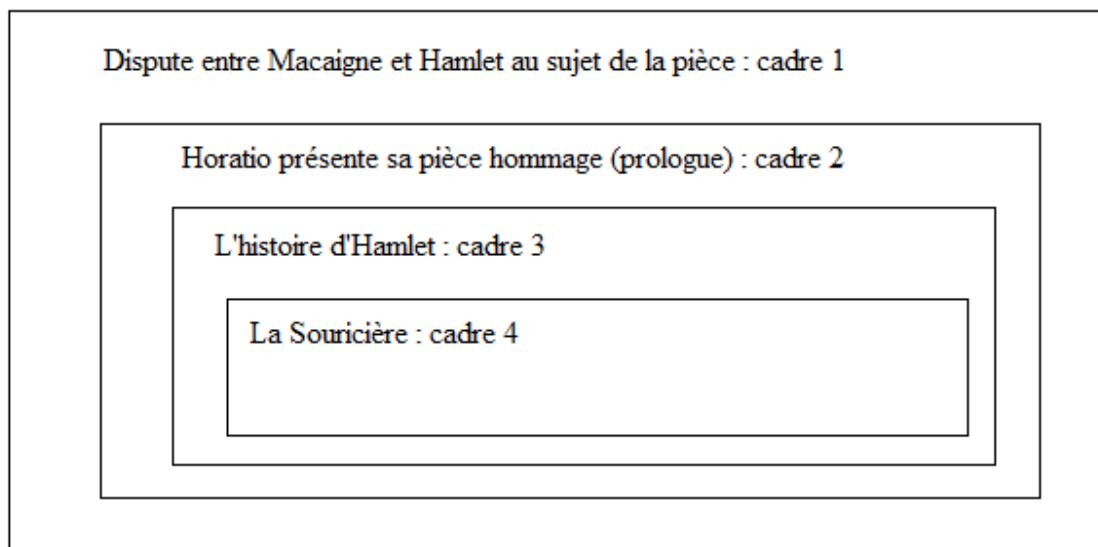 Dispute entre Macaigne et Hamlet au sujet de la pièce : cadre 1
Horatio présente sa pièce hommage (prologue) : cadre 2
L'histoire d'Hamlet : cadre 3
La Souricière : cadre 4